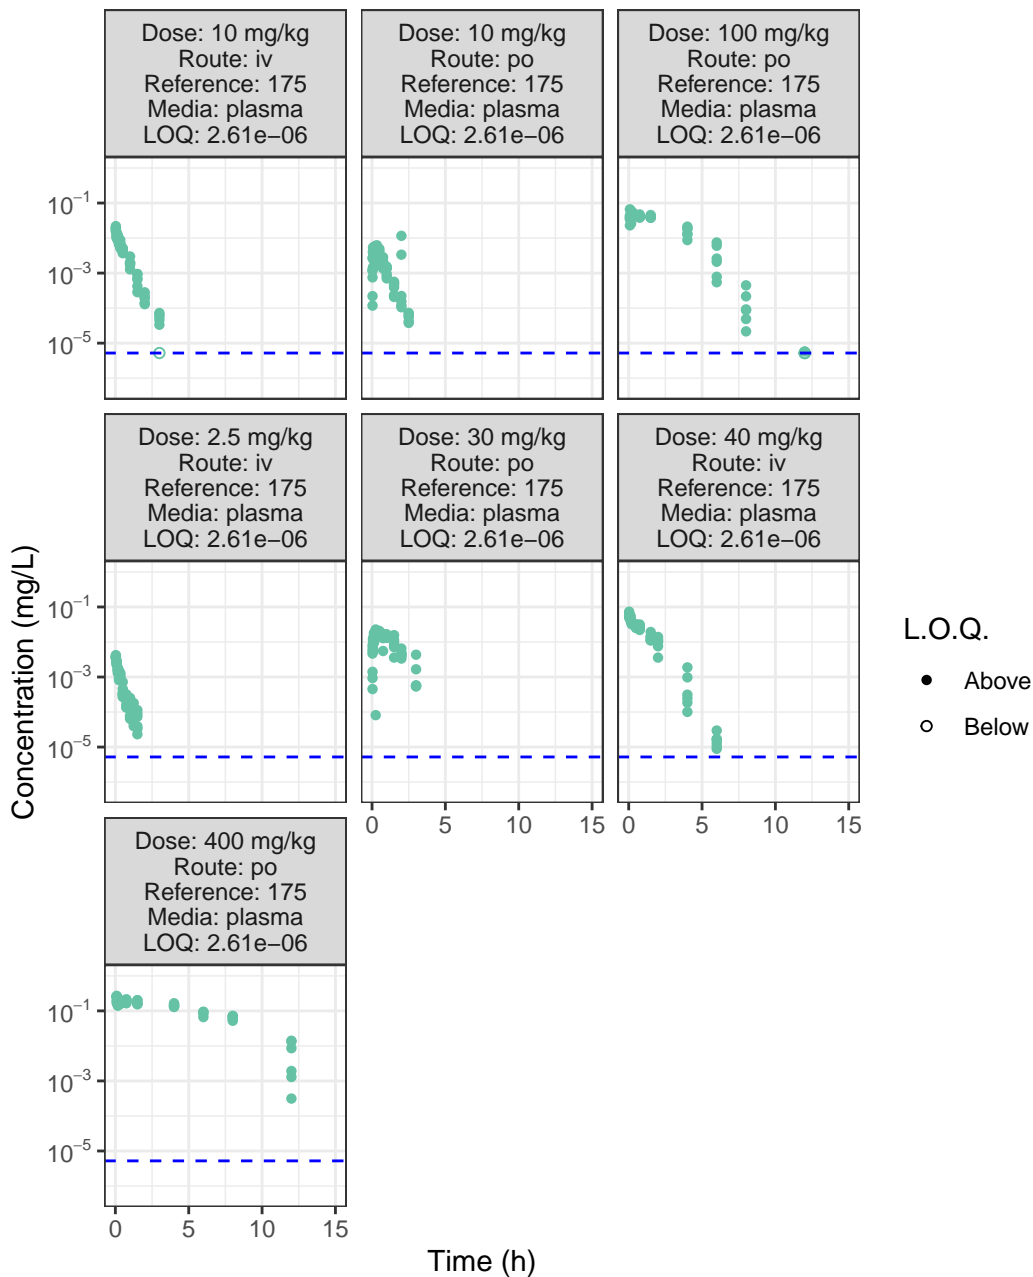 Dose: 10 mg/kg
Route: iv
Reference: 175
Media: plasma
LOQ: 2.61e−06
Dose: 10 mg/kg
Route: po
Reference: 175
Media: plasma
LOQ: 2.61e−06
Dose: 100 mg/kg
Route: po
Reference: 175
Media: plasma
LOQ: 2.61e−06
10⁻¹
10⁻³
10⁻⁵
Dose: 2.5 mg/kg
Route: iv
Reference: 175
Media: plasma
LOQ: 2.61e−06
Dose: 30 mg/kg
Route: po
Reference: 175
Media: plasma
LOQ: 2.61e−06
Dose: 40 mg/kg
Route: iv
Reference: 175
Media: plasma
LOQ: 2.61e−06
10⁻¹
10⁻³
10⁻⁵
0 5 10 15
0 5 10 15
Dose: 400 mg/kg
Route: po
Reference: 175
Media: plasma
LOQ: 2.61e−06
10⁻¹
10⁻³
10⁻⁵
0 5 10 15
Time (h)
Concentration (mg/L)
L.O.Q.
Above
Below